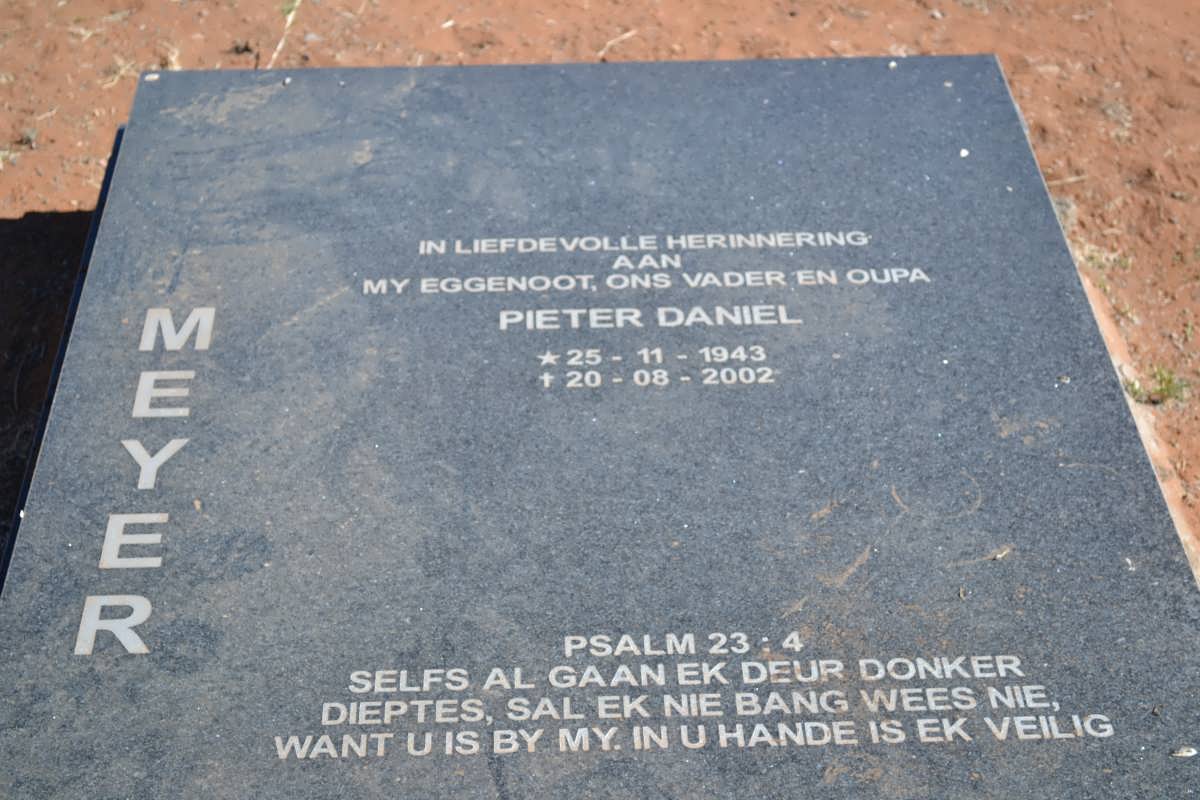 MEYER
IN LIEFDEVOLLE HERINNERING
AAN
MY EGGENOOT, ONS VADER EN OUPA
PIETER DANIEL
★ 25 - 11 - 1943
✝ 20 - 08 - 2002
PSALM 23 : 4
SELFS AL GAAN EK DEUR DONKER
DIEPTES, SAL EK NIE BANG WEES NIE,
WANT U IS BY MY. IN U HANDE IS EK VEILIG